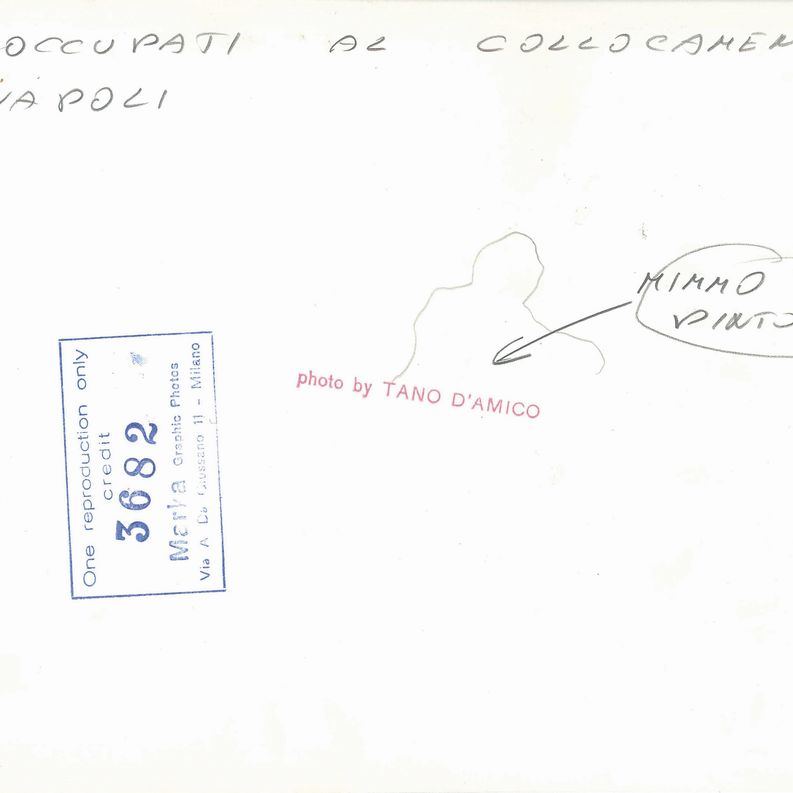 OCCUPATI AL COLLOCAMEN
NAPOLI
MIMMO
PINTO
photo by TANO D'AMICO
One reproduction only
credit
3682
Marka Graphic Photos
Via A. Da Giussano 11 - Milano